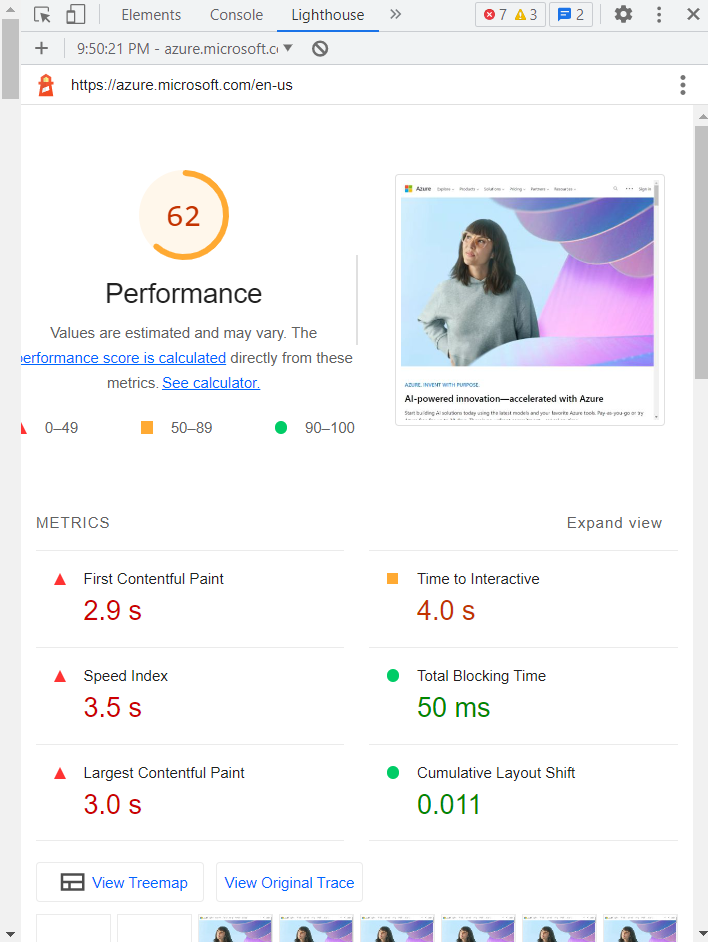 Elements Console Lighthouse 7 3 2
9:50:21 PM - azure.microsoft.c
https://azure.microsoft.com/en-us
62
Performance
Values are estimated and may vary. The
performance score is calculated directly from these
metrics. See calculator.
0–49 50–89 90–100
Azure Explore Products Solutions Pricing Partners Resources Sign in
AZURE. INVENT WITH PURPOSE.
AI-powered innovation—accelerated with Azure
Start building AI solutions today using the latest models and your favorite Azure tools. Pay-as-you-go or try
METRICS Expand view
First Contentful Paint
2.9 s
Time to Interactive
4.0 s
Speed Index
3.5 s
Total Blocking Time
50 ms
Largest Contentful Paint
3.0 s
Cumulative Layout Shift
0.011
View Treemap View Original Trace